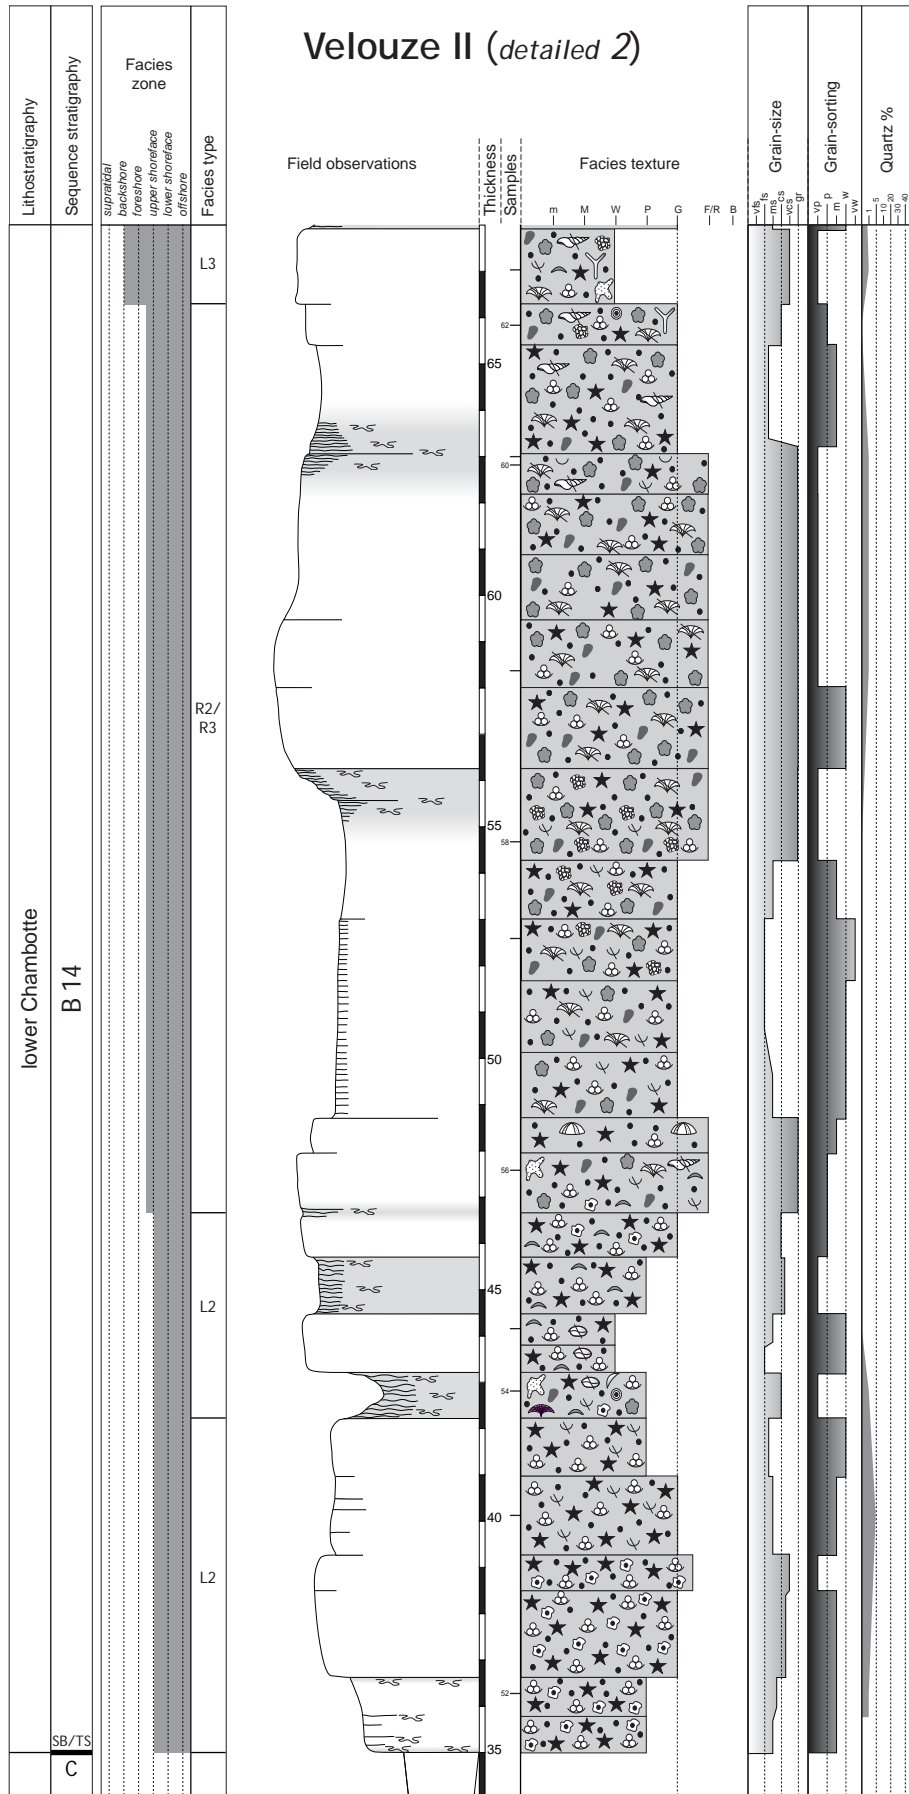 Velouze II (detailed 2)
Lithostratigraphy
Sequence stratigraphy
Facies
zone
supratidal
backshore
foreshore
upper shoreface
lower shoreface
offshore
Facies type
Field observations
Thickness
Samples
Facies texture
m M W P G F/R B
Grain-size
vfs fs ms cs vcs gr
Grain-sorting
vp p m w vw
Quartz %
1 5 10 20 30 40
L3
62
65
60
60
R2/
R3
55
58
lower Chambotte
B 14
50
56
45
L2
54
40
L2
52
SB/TS
35
C